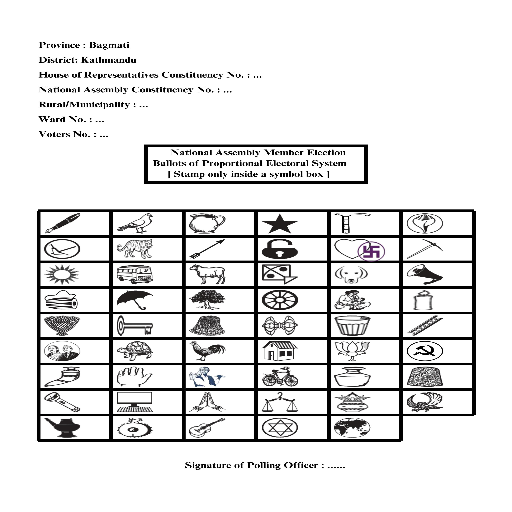 Province : Bagmati
District: Kathmandu
House of Representatives Constituency No. : ...
National Assembly Constituency No. : ...
Rural/Municipality : ...
Ward No. : ...
Voters No. : ...
National Assembly Member Election
Ballots of Proportional Electoral System
[ Stamp only inside a symbol box ]
Signature of Polling Officer : ......